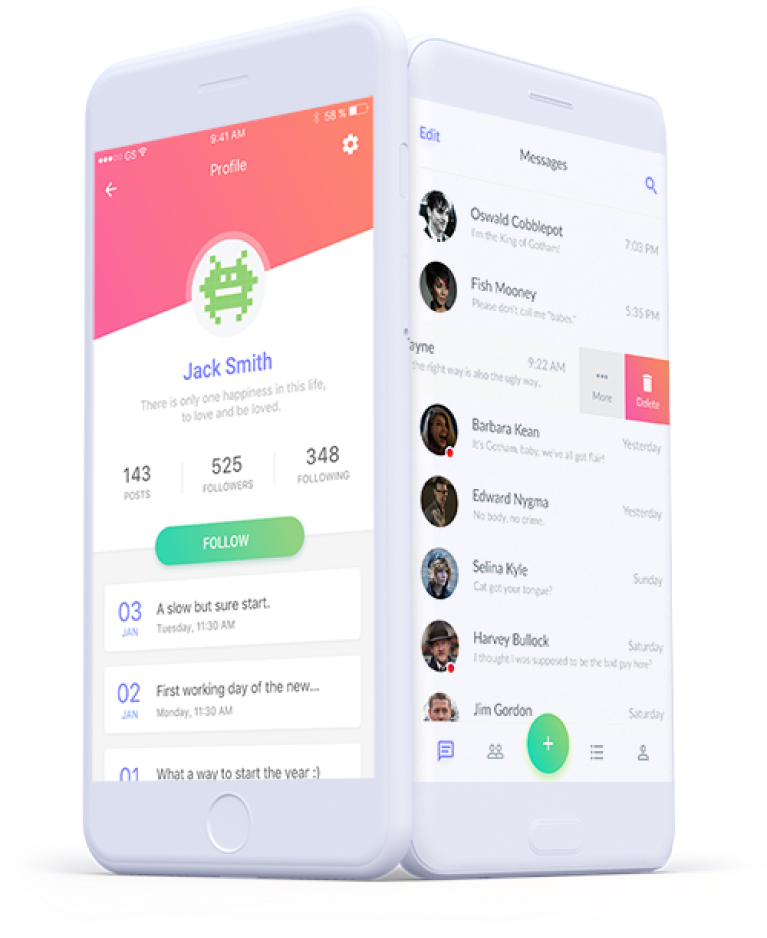 GS
9:41 AM
58 %
Profile
Jack Smith
There is only one happiness in this life,
to love and be loved.
143
POSTS
525
FOLLOWERS
348
FOLLOWING
FOLLOW
03
JAN
A slow but sure start.
Tuesday, 11:30 AM
02
JAN
First working day of the new...
Monday, 11:30 AM
01
What a way to start the year :)
Edit
Messages
Oswald Cobblepot
I'm the King of Gotham!
7:03 PM
Fish Mooney
Please don't call me "babes."
5:35 PM
ayne
9:22 AM
the right way is also the ugly way.
More
Delete
Barbara Kean
It's Gotham, baby, we've all got flair!
Yesterday
Edward Nygma
No body, no crime.
Yesterday
Selina Kyle
Cat got your tongue?
Sunday
Harvey Bullock
I thought I was supposed to be the bad guy here?
Saturday
Jim Gordon
Saturday